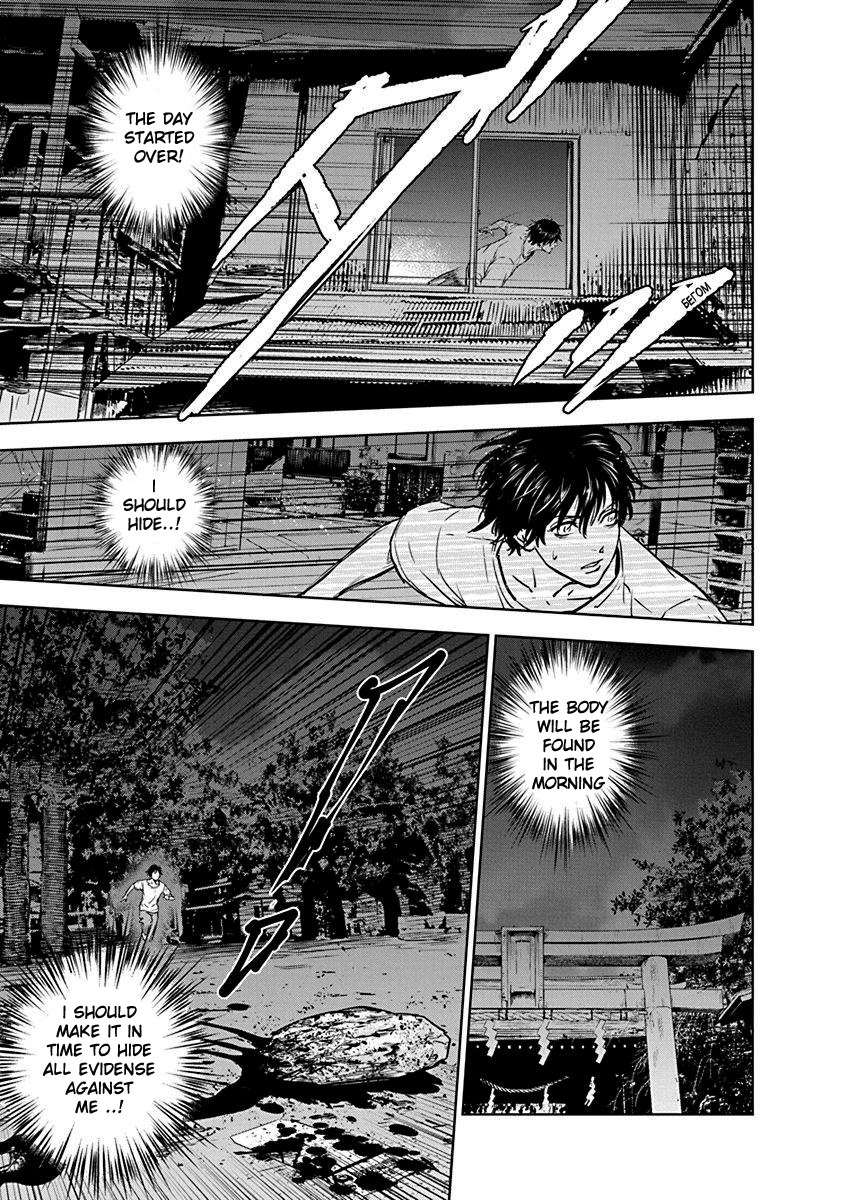 THE DAY
STARTED
OVER!
БЕГОМ
I
SHOULD
HIDE..!
THE BODY
WILL BE
FOUND
IN THE
MORNING
I SHOULD
MAKE IT IN
TIME TO HIDE
ALL EVIDENSE
AGAINST
ME ..!